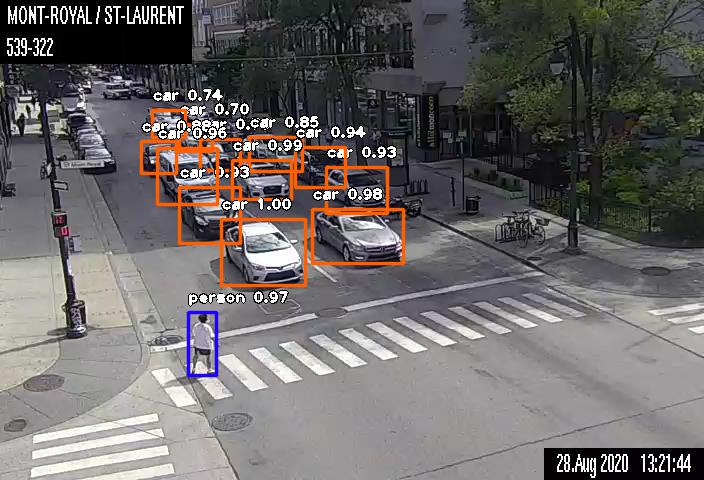 MONT-ROYAL / ST-LAURENT
539-322
car 0.74
car 0.70
car 0.85
car 0.96
car 0.94
car 0.99
car 0.93
car 0.93
car 0.98
car 1.00
person 0.97
28.Aug 2020 13:21:44